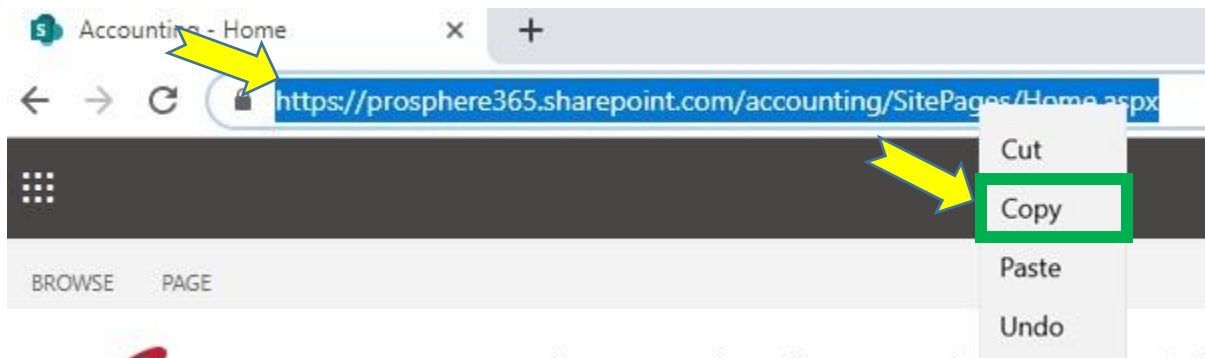 Accounting - Home
https://prosphere365.sharepoint.com/accounting/SitePages/Home.aspx
Cut
Copy
BROWSE PAGE
Paste
Undo